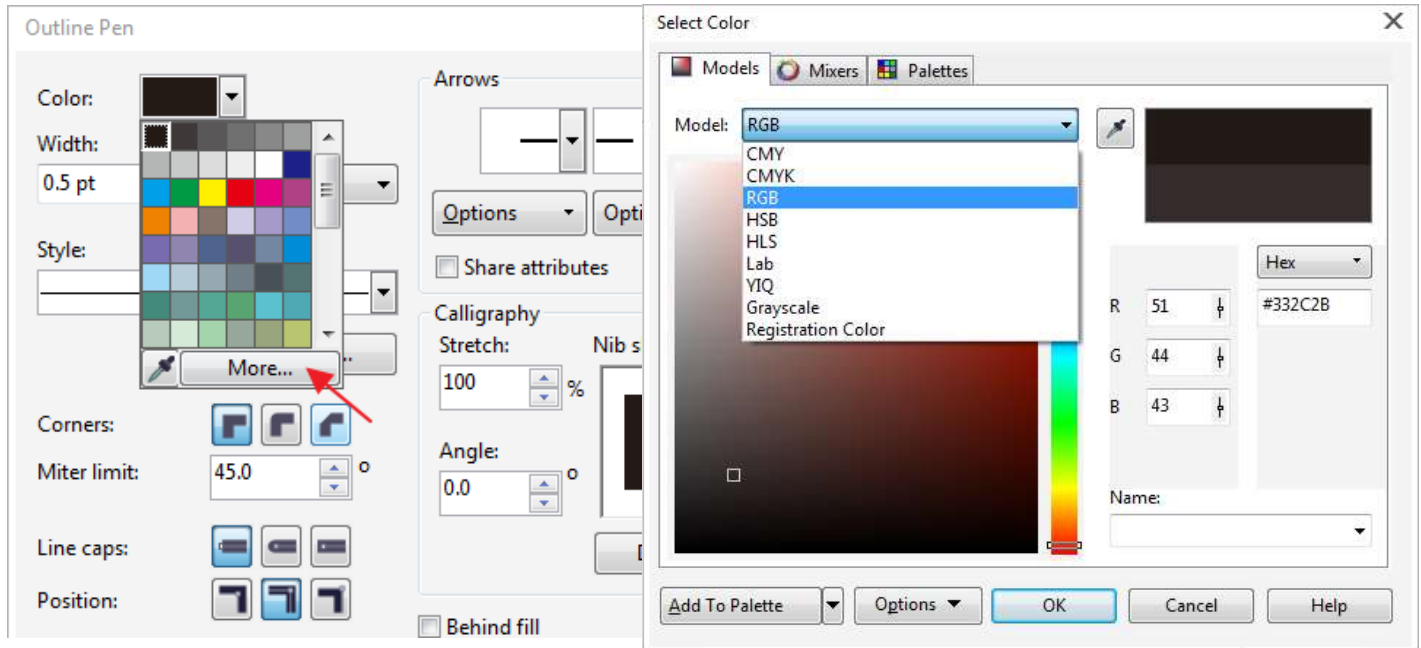 Outline Pen
Color:
Width:
0.5 pt
Style:
More...
Corners:
Miter limit:
45.0
°
Line caps:
Position:
Arrows
Options
Opti
Share attributes
Calligraphy
Stretch:
Nib s
100
%
Angle:
0.0
°
Behind fill
Select Color
Models
Mixers
Palettes
Model:
RGB
CMY
CMYK
RGB
HSB
HLS
Lab
YIQ
Grayscale
Registration Color
Hex
R
51
#332C2B
G
44
B
43
Name:
Add To Palette
Options
OK
Cancel
Help